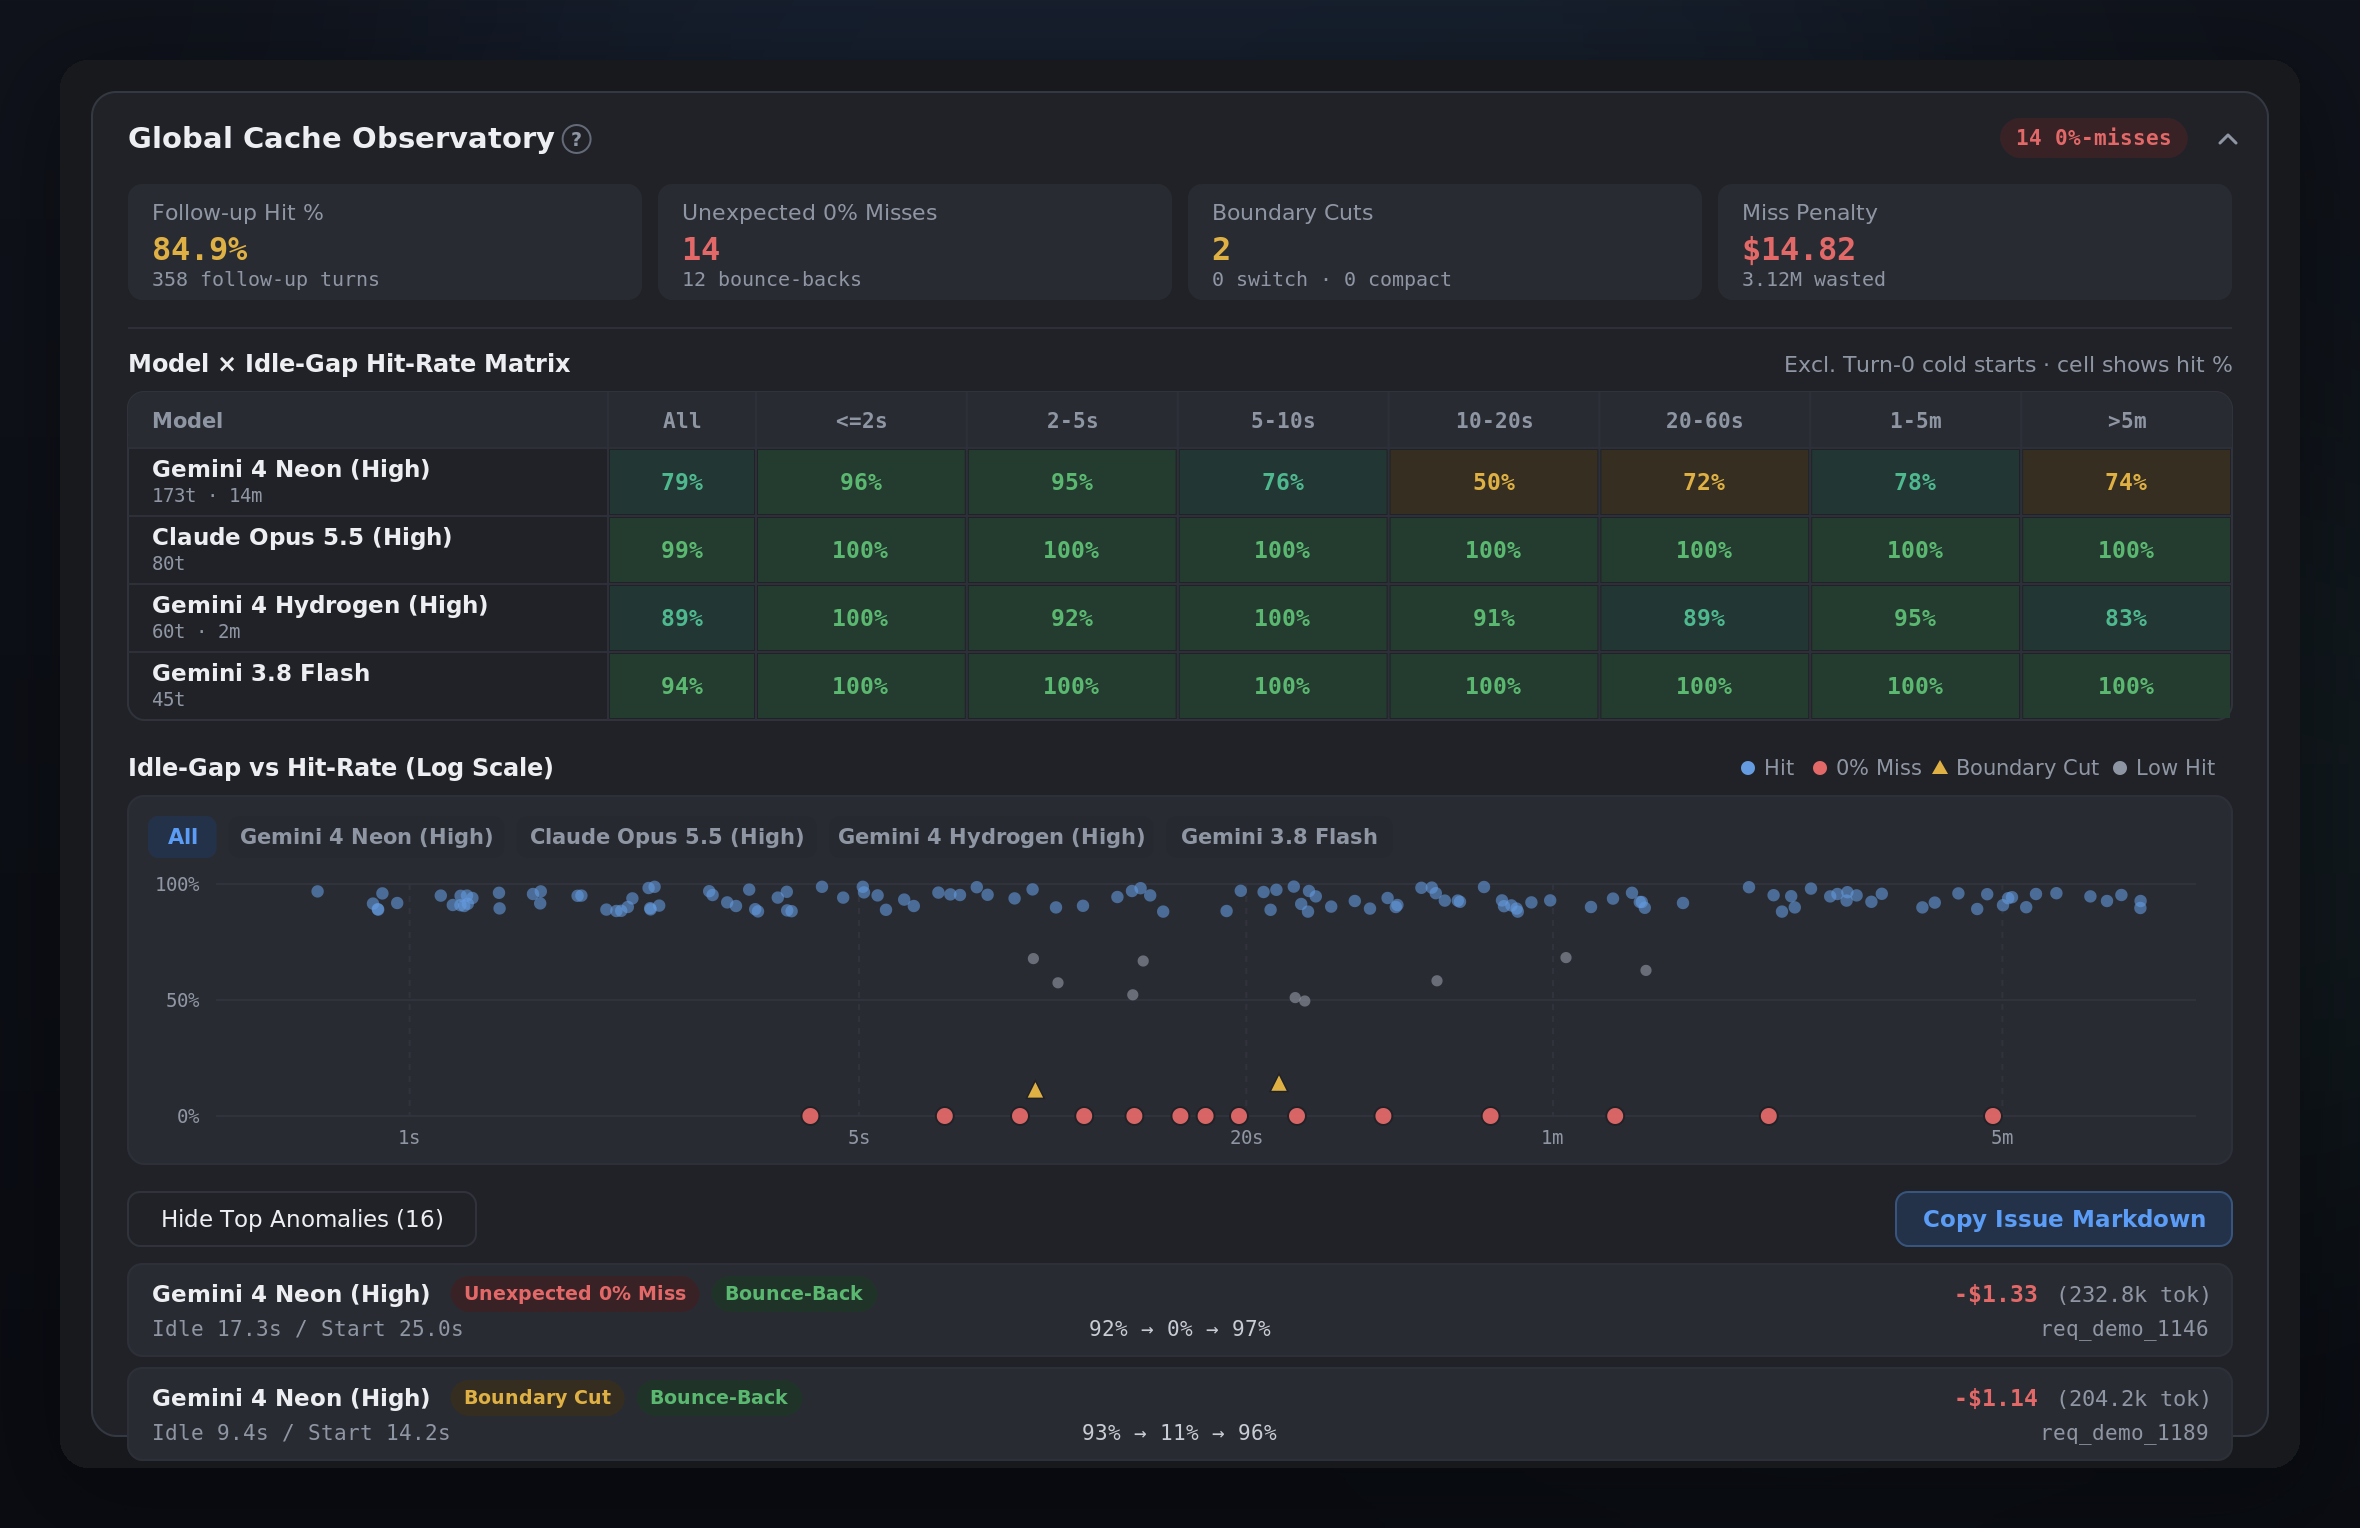 Global Cache Observatory ?
14 0%-misses
Follow-up Hit %
84.9%
358 follow-up turns
Unexpected 0% Misses
14
12 bounce-backs
Boundary Cuts
2
0 switch · 0 compact
Miss Penalty
$14.82
3.12M wasted
Model × Idle-Gap Hit-Rate Matrix
Excl. Turn-0 cold starts · cell shows hit %
Model All <=2s 2-5s 5-10s 10-20s 20-60s 1-5m >5m
Gemini 4 Neon (High)
173t · 14m
79% 96% 95% 76% 50% 72% 78% 74%
Claude Opus 5.5 (High)
80t
99% 100% 100% 100% 100% 100% 100% 100%
Gemini 4 Hydrogen (High)
60t · 2m
89% 100% 92% 100% 91% 89% 95% 83%
Gemini 3.8 Flash
45t
94% 100% 100% 100% 100% 100% 100% 100%
Idle-Gap vs Hit-Rate (Log Scale)
Hit 0% Miss Boundary Cut Low Hit
All Gemini 4 Neon (High) Claude Opus 5.5 (High) Gemini 4 Hydrogen (High) Gemini 3.8 Flash
100%
50%
0%
1s 5s 20s 1m 5m
Hide Top Anomalies (16)
Copy Issue Markdown
Gemini 4 Neon (High) Unexpected 0% Miss Bounce-Back -$1.33 (232.8k tok)
Idle 17.3s / Start 25.0s 92% → 0% → 97% req_demo_1146
Gemini 4 Neon (High) Boundary Cut Bounce-Back -$1.14 (204.2k tok)
Idle 9.4s / Start 14.2s 93% → 11% → 96% req_demo_1189